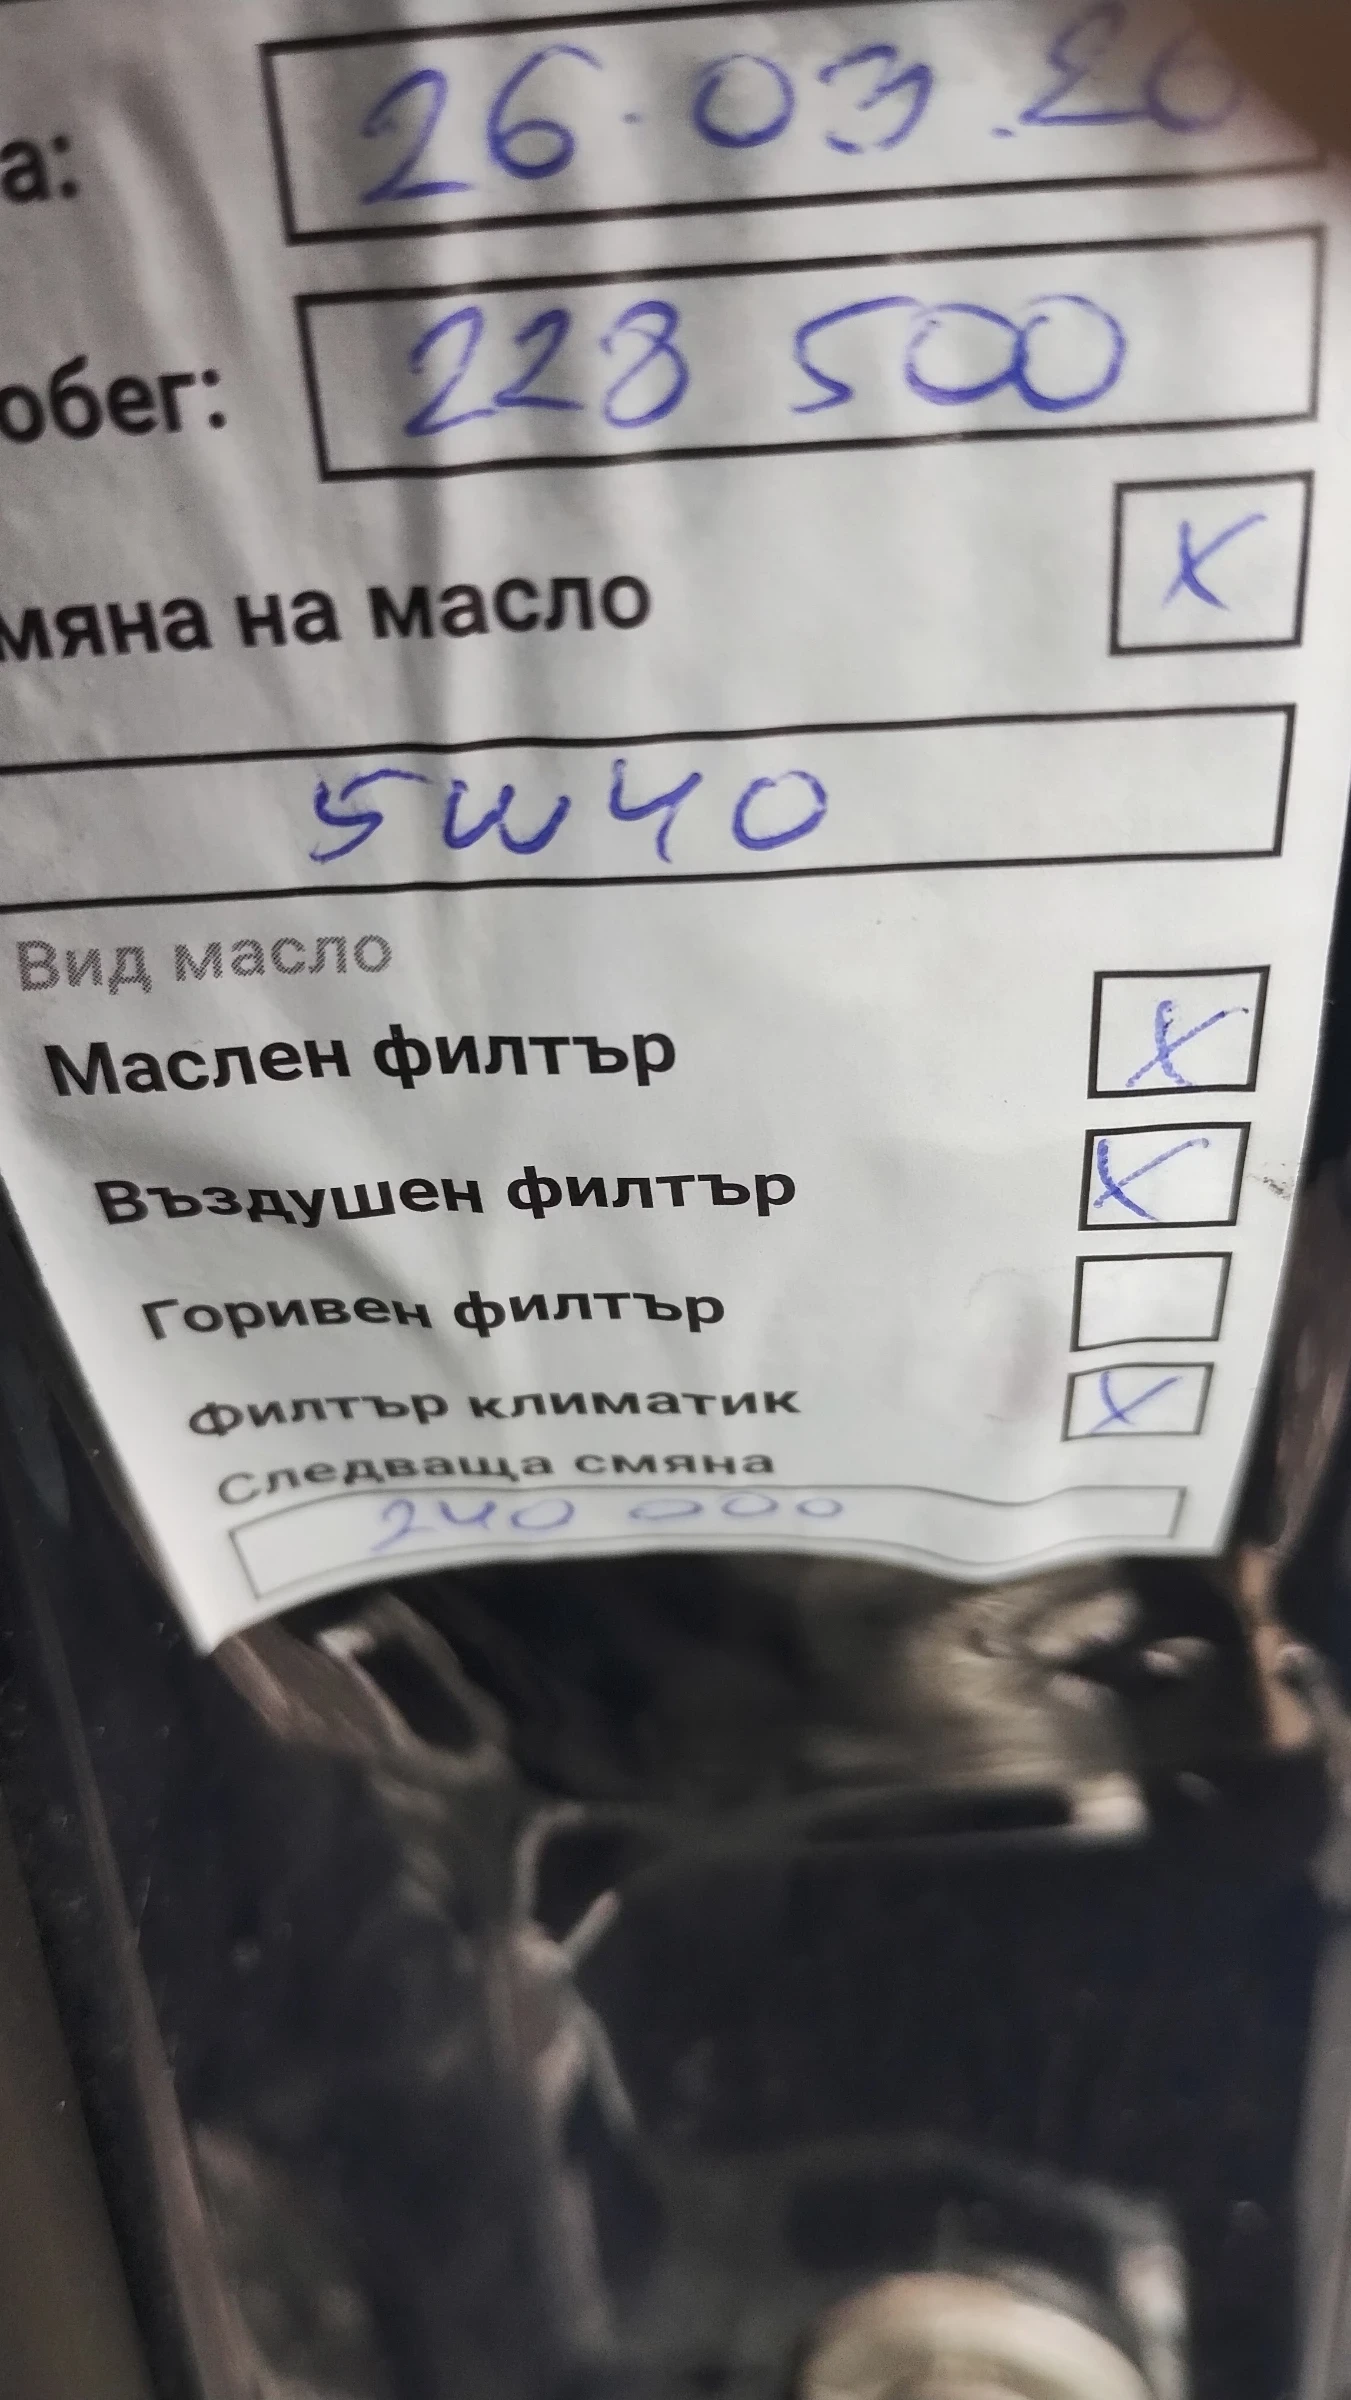 а: 26.03.20
обег: 228 500
мяна на масло X
5W40
Вид масло
Маслен филтър X
Въздушен филтър X
Горивен филтър
Филтър климатик X
Следваща смяна
240 000